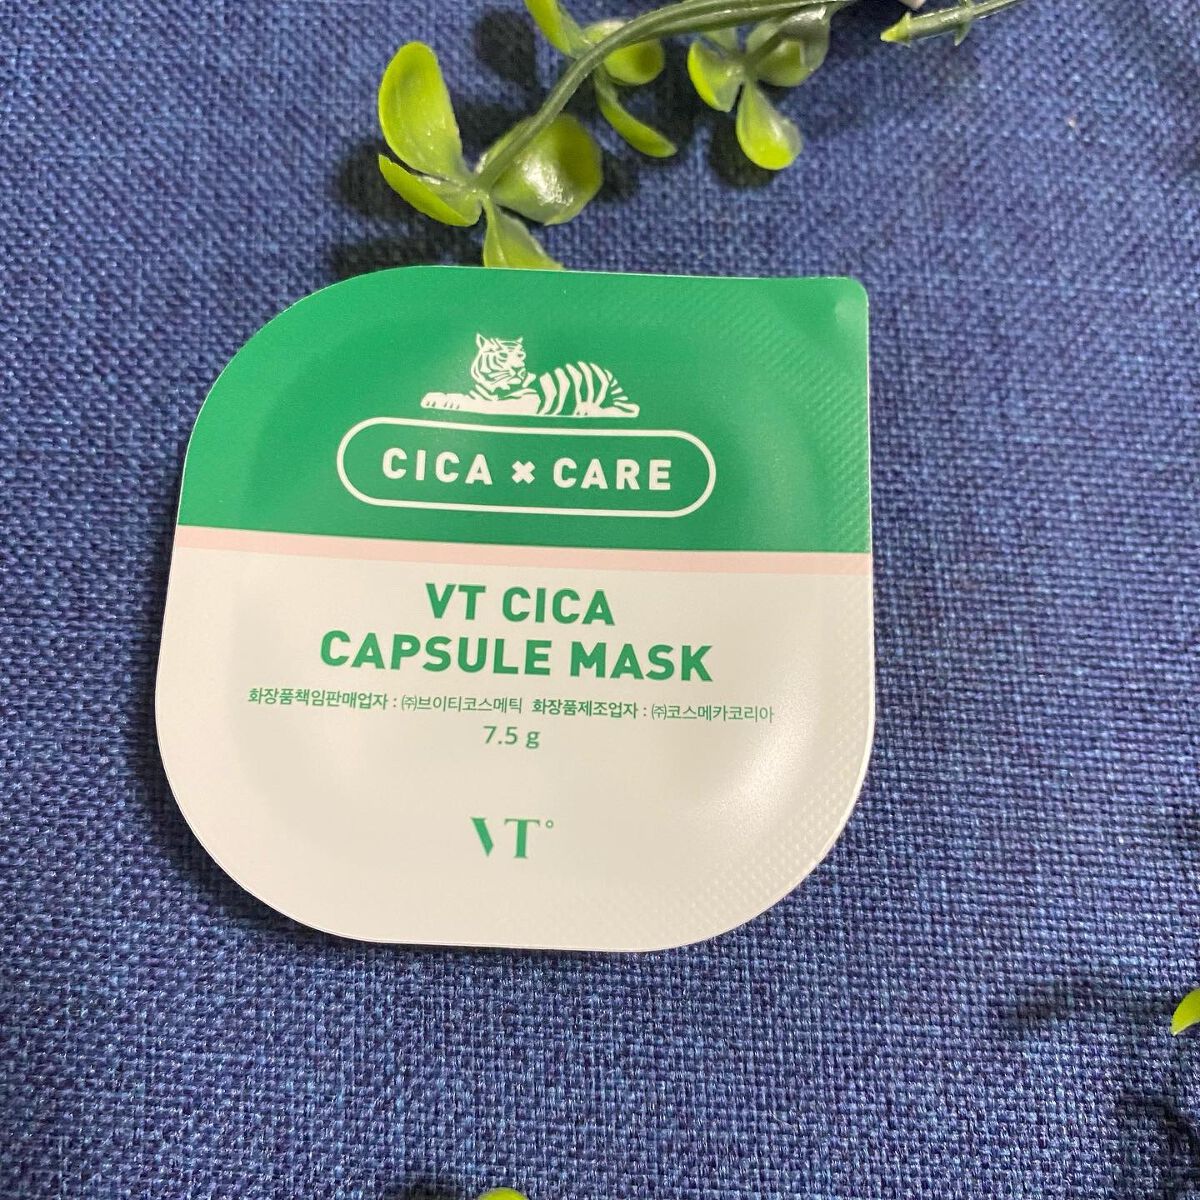 CICA × CARE
VT CICA
CAPSULE MASK
화장품책임판매업자 : ㈜브이티코스메틱 화장품제조업자 : ㈜코스메카코리아
7.5 g
VT°